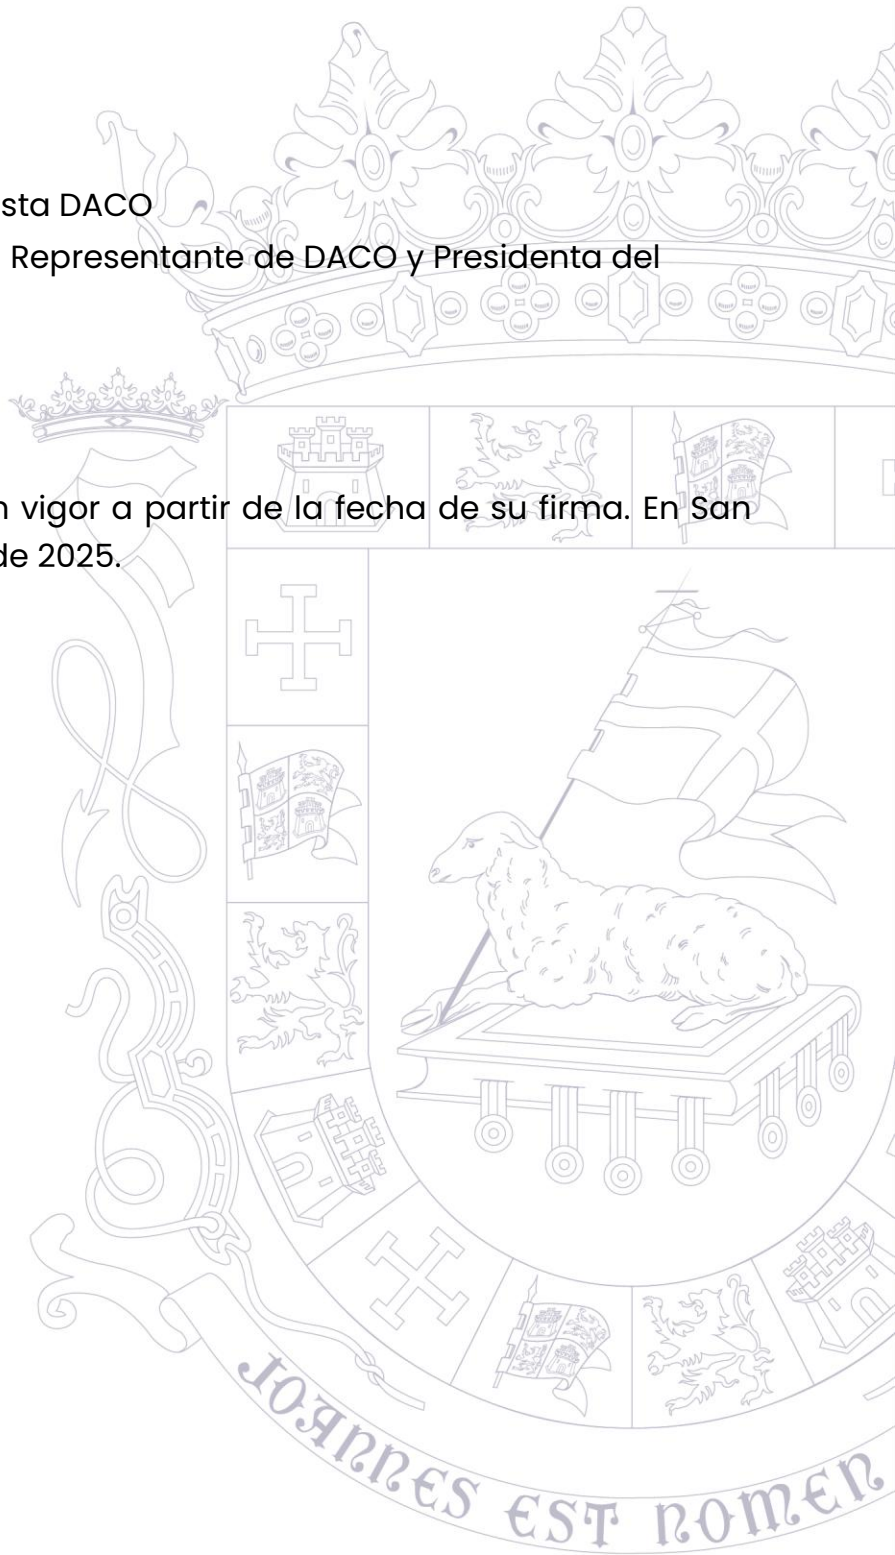 sta DACO
Representante de DACO y Presidenta del
vigor a partir de la fecha de su firma. En San
de 2025.
JOANNES EST NOMEN